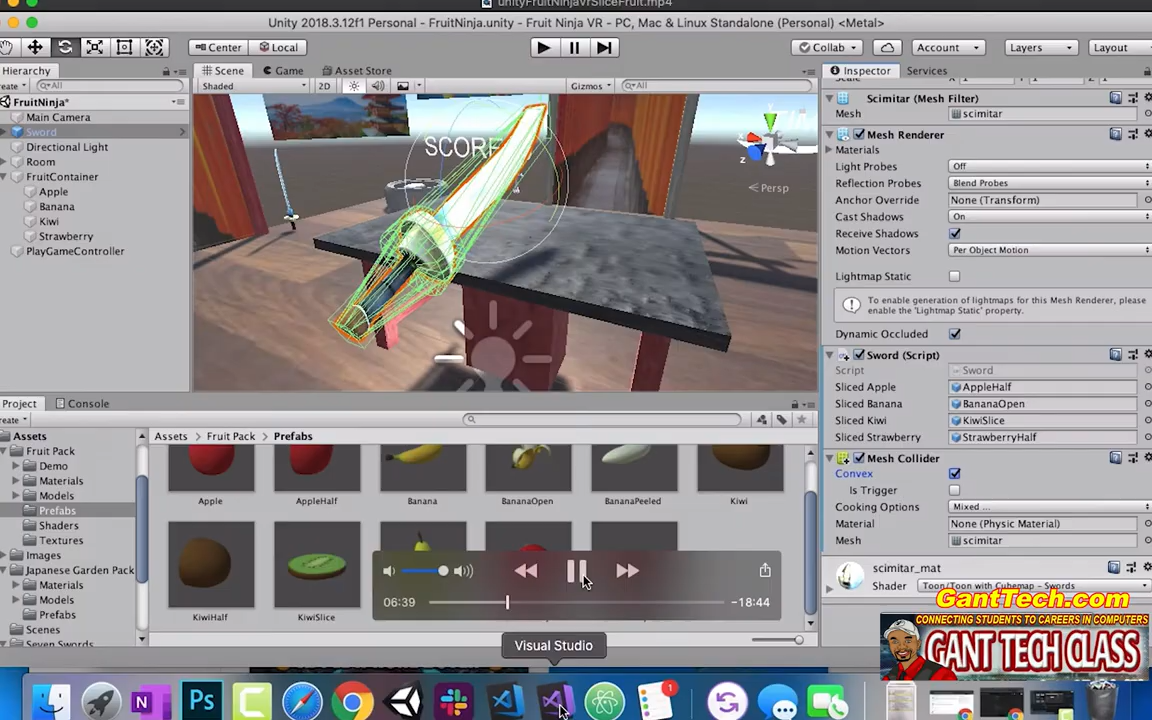 unityFruitNinjaVrSliceFruit.mp4
Unity 2018.3.12f1 Personal - FruitNinja.unity - Fruit Ninja VR - PC, Mac & Linux Standalone (Personal) <Metal>
Center
Local
Collab
Account
Layers
Layout
Hierarchy
Scene
Game
Asset Store
Inspector
Services
All
Shaded
2D
Gizmos
All
FruitNinja*
Main Camera
Sword
Directional Light
Room
FruitContainer
Apple
Banana
Kiwi
Strawberry
PlayGameController
SCORE
y
x
z
Persp
Scimitar (Mesh Filter)
Mesh
scimitar
Mesh Renderer
Materials
Light Probes
Off
Reflection Probes
Blend Probes
Anchor Override
None (Transform)
Cast Shadows
On
Receive Shadows
Motion Vectors
Per Object Motion
Lightmap Static
To enable generation of lightmaps for this Mesh Renderer, please
enable the 'Lightmap Static' property.
Dynamic Occluded
Sword (Script)
Script
Sword
Sliced Apple
AppleHalf
Sliced Banana
BananaOpen
Sliced Kiwi
KiwiSlice
Sliced Strawberry
StrawberryHalf
Mesh Collider
Convex
Is Trigger
Cooking Options
Mixed ...
Material
None (Physic Material)
Mesh
scimitar
scimitar_mat
Shader
Toon/Toon with Cubemap - Swords
Project
Console
Assets
Fruit Pack
Demo
Materials
Models
Prefabs
Shaders
Textures
Images
Japanese Garden Pack
Materials
Models
Prefabs
Scenes
Seven Swords
Assets
Fruit Pack
Prefabs
Apple
AppleHalf
Banana
BananaOpen
BananaPeeled
Kiwi
KiwiHalf
KiwiSlice
06:39
-18:44
Visual Studio
N
Ps
C
1
GantTech.com
CONNECTING STUDENTS TO CAREERS IN COMPUTERS
GANT TECH CLASS